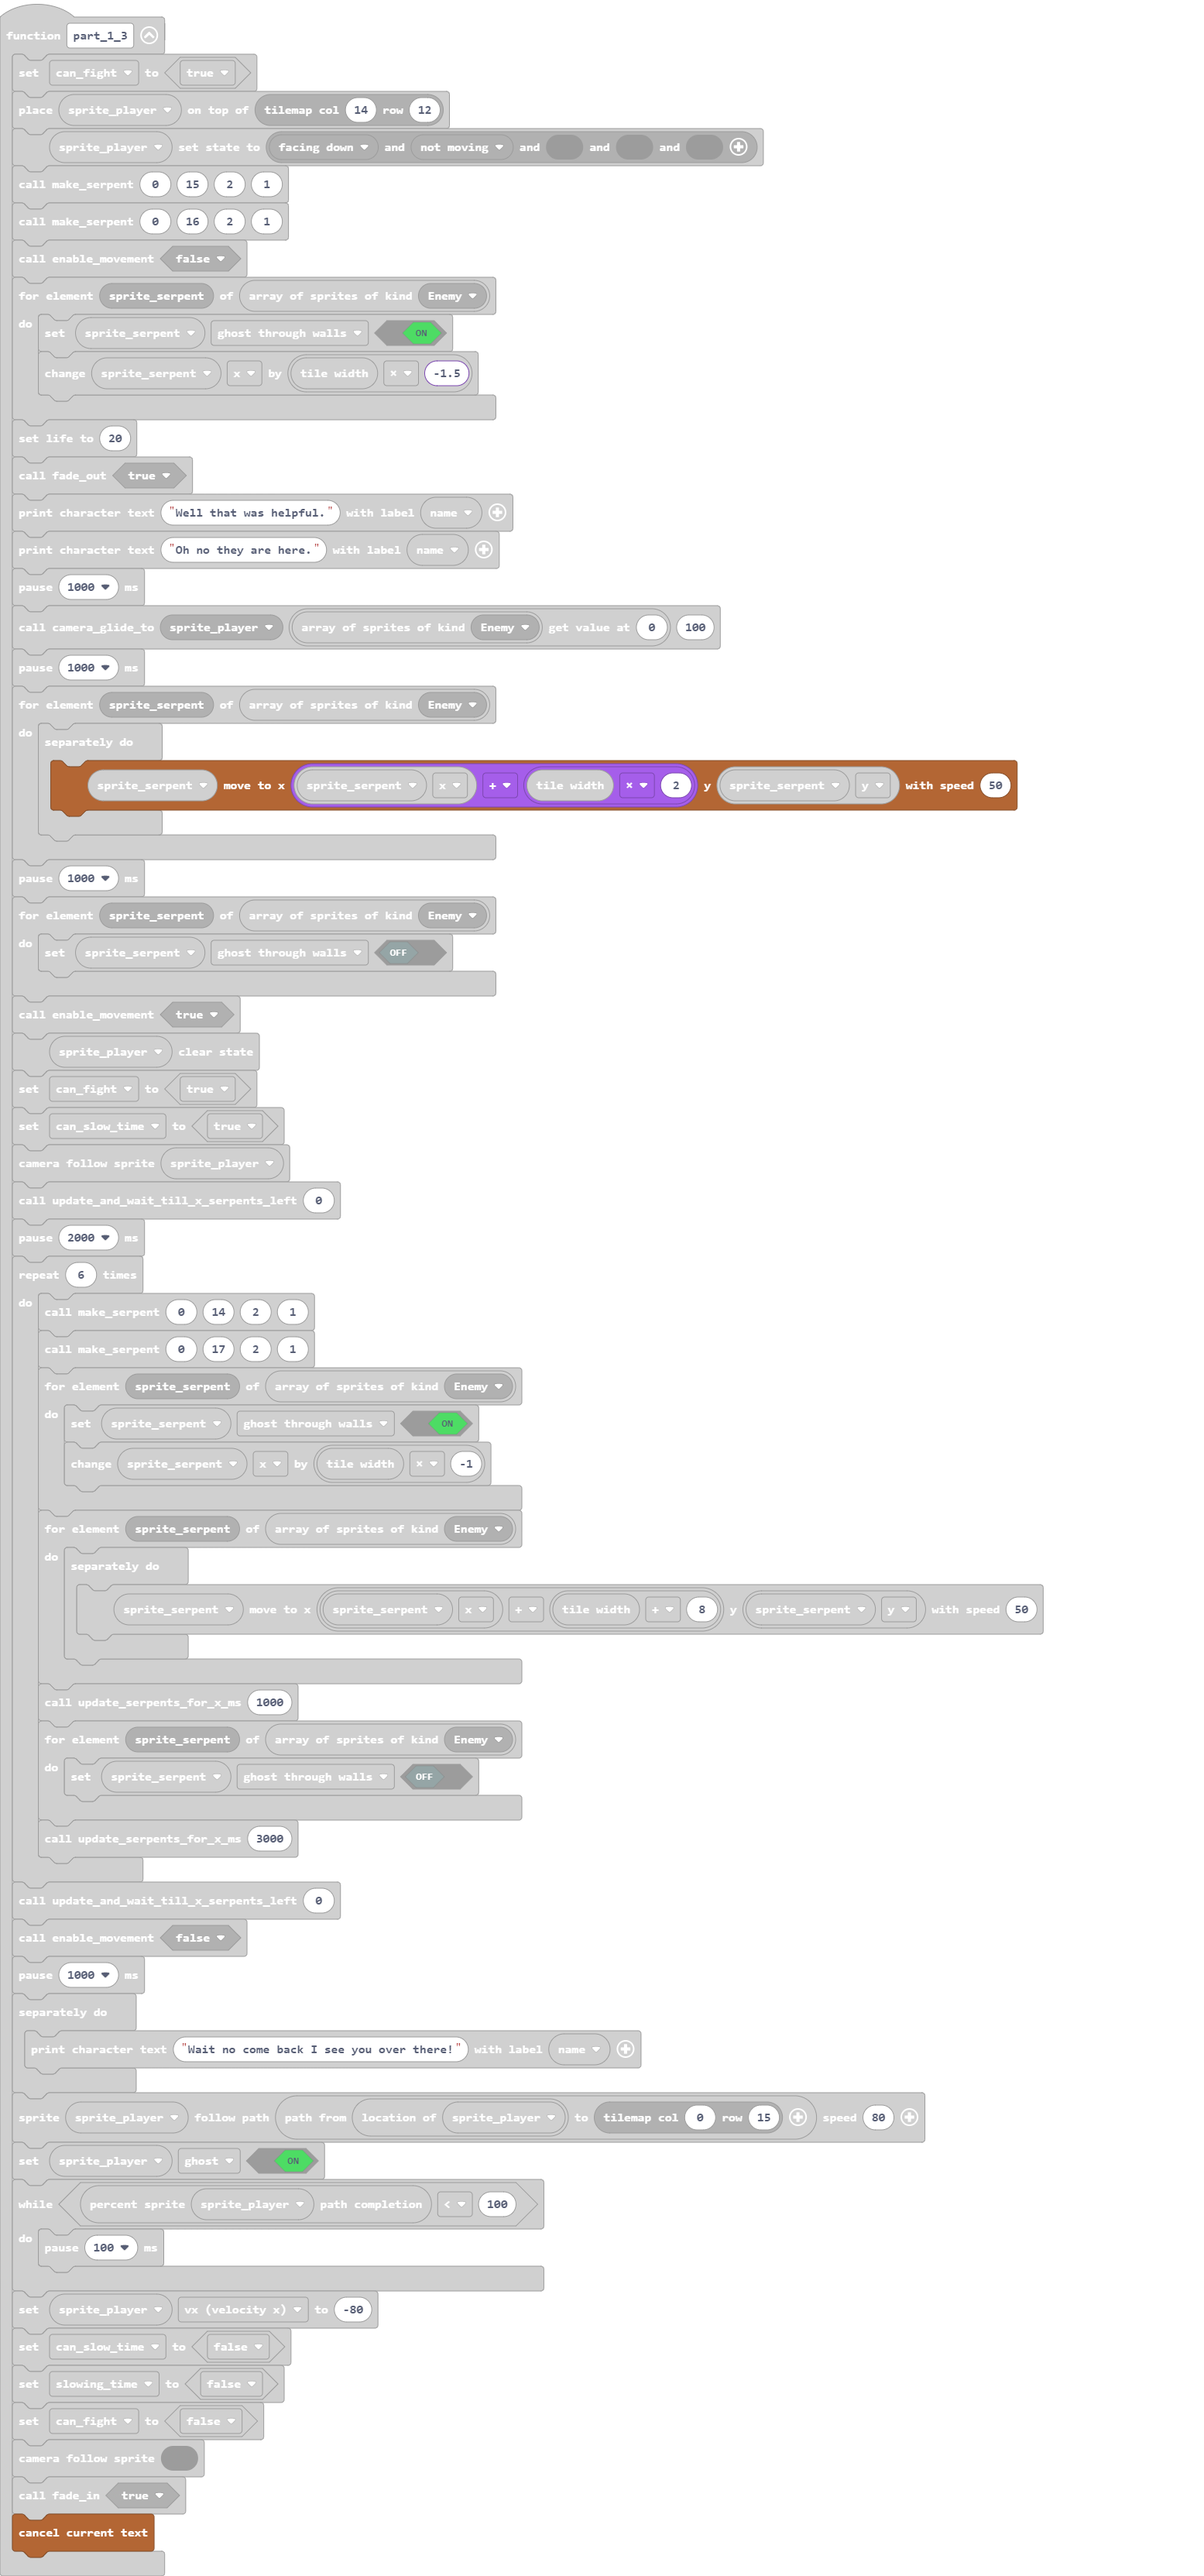 function part_1_3
set can_fight to true
place sprite_player on top of tilemap col 14 row 12
sprite_player set state to facing down and not moving and and and
call make_serpent 0 15 2 1
call make_serpent 0 16 2 1
call enable_movement false
for element sprite_serpent of array of sprites of kind Enemy
do set sprite_serpent ghost through walls ON
change sprite_serpent x by tile width × -1.5
set life to 20
call fade_out true
print character text "Well that was helpful." with label name
print character text "Oh no they are here." with label name
pause 1000 ms
call camera_glide_to sprite_player array of sprites of kind Enemy get value at 0 100
pause 1000 ms
for element sprite_serpent of array of sprites of kind Enemy
do separately do
sprite_serpent move to x sprite_serpent x + tile width × 2 y sprite_serpent y with speed 50
pause 1000 ms
for element sprite_serpent of array of sprites of kind Enemy
do set sprite_serpent ghost through walls OFF
call enable_movement true
sprite_player clear state
set can_fight to true
set can_slow_time to true
camera follow sprite sprite_player
call update_and_wait_till_x_serpents_left 0
pause 2000 ms
repeat 6 times
do call make_serpent 0 14 2 1
call make_serpent 0 17 2 1
for element sprite_serpent of array of sprites of kind Enemy
do set sprite_serpent ghost through walls ON
change sprite_serpent x by tile width × -1
for element sprite_serpent of array of sprites of kind Enemy
do separately do
sprite_serpent move to x sprite_serpent x + tile width + 8 y sprite_serpent y with speed 50
call update_serpents_for_x_ms 1000
for element sprite_serpent of array of sprites of kind Enemy
do set sprite_serpent ghost through walls OFF
call update_serpents_for_x_ms 3000
call update_and_wait_till_x_serpents_left 0
call enable_movement false
pause 1000 ms
separately do
print character text "Wait no come back I see you over there!" with label name
sprite sprite_player follow path path from location of sprite_player to tilemap col 0 row 15 speed 80
set sprite_player ghost ON
while percent sprite sprite_player path completion < 100
do pause 100 ms
set sprite_player vx (velocity x) to -80
set can_slow_time to false
set slowing_time to false
set can_fight to false
camera follow sprite
call fade_in true
cancel current text